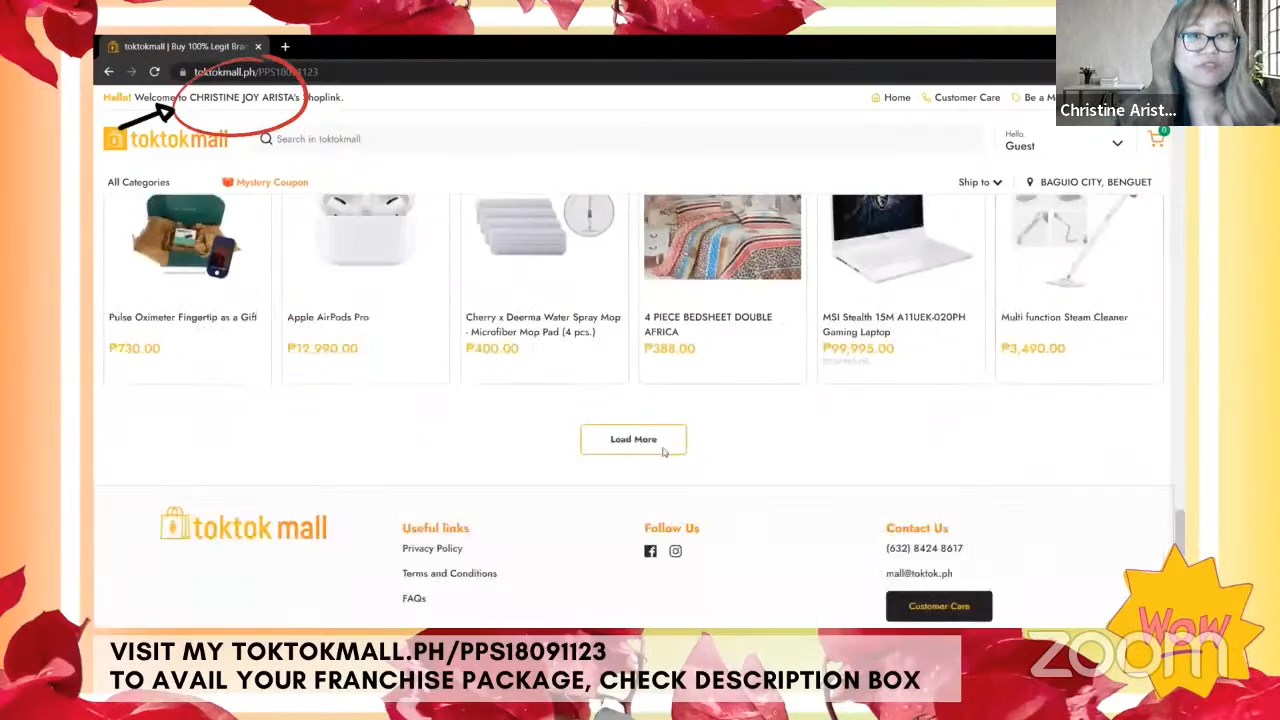 toktokmall | Buy 100% Legit Bra
toktokmall.ph/PPS18091123
Hello! Welcome to CHRISTINE JOY ARISTA's Shoplink.
Home
Customer Care
Be a M
Christine Arist...
toktokmall
Search in toktokmall
Hello,
Guest
0
All Categories
Mystery Coupon
Ship to
BAGUIO CITY, BENGUET
Pulse Oximeter Fingertip as a Gift
₱730.00
Apple AirPods Pro
₱12,990.00
Cherry x Deerma Water Spray Mop
- Microfiber Mop Pad (4 pcs.)
₱400.00
4 PIECE BEDSHEET DOUBLE
AFRICA
₱388.00
MSI Stealth 15M A11UEK-020PH
Gaming Laptop
₱99,995.00
Multi function Steam Cleaner
₱3,490.00
Load More
toktok mall
Useful links
Privacy Policy
Terms and Conditions
FAQs
Follow Us
Contact Us
(632) 8424 8617
mall@toktok.ph
Customer Care
WOW
zoom
VISIT MY TOKTOKMALL.PH/PPS18091123
TO AVAIL YOUR FRANCHISE PACKAGE, CHECK DESCRIPTION BOX